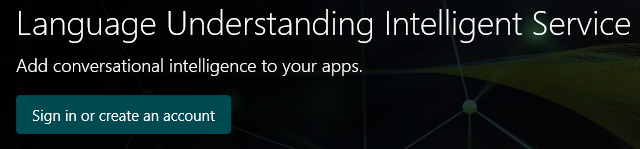 Language Understanding Intelligent Service
Add conversational intelligence to your apps.
Sign in or create an account